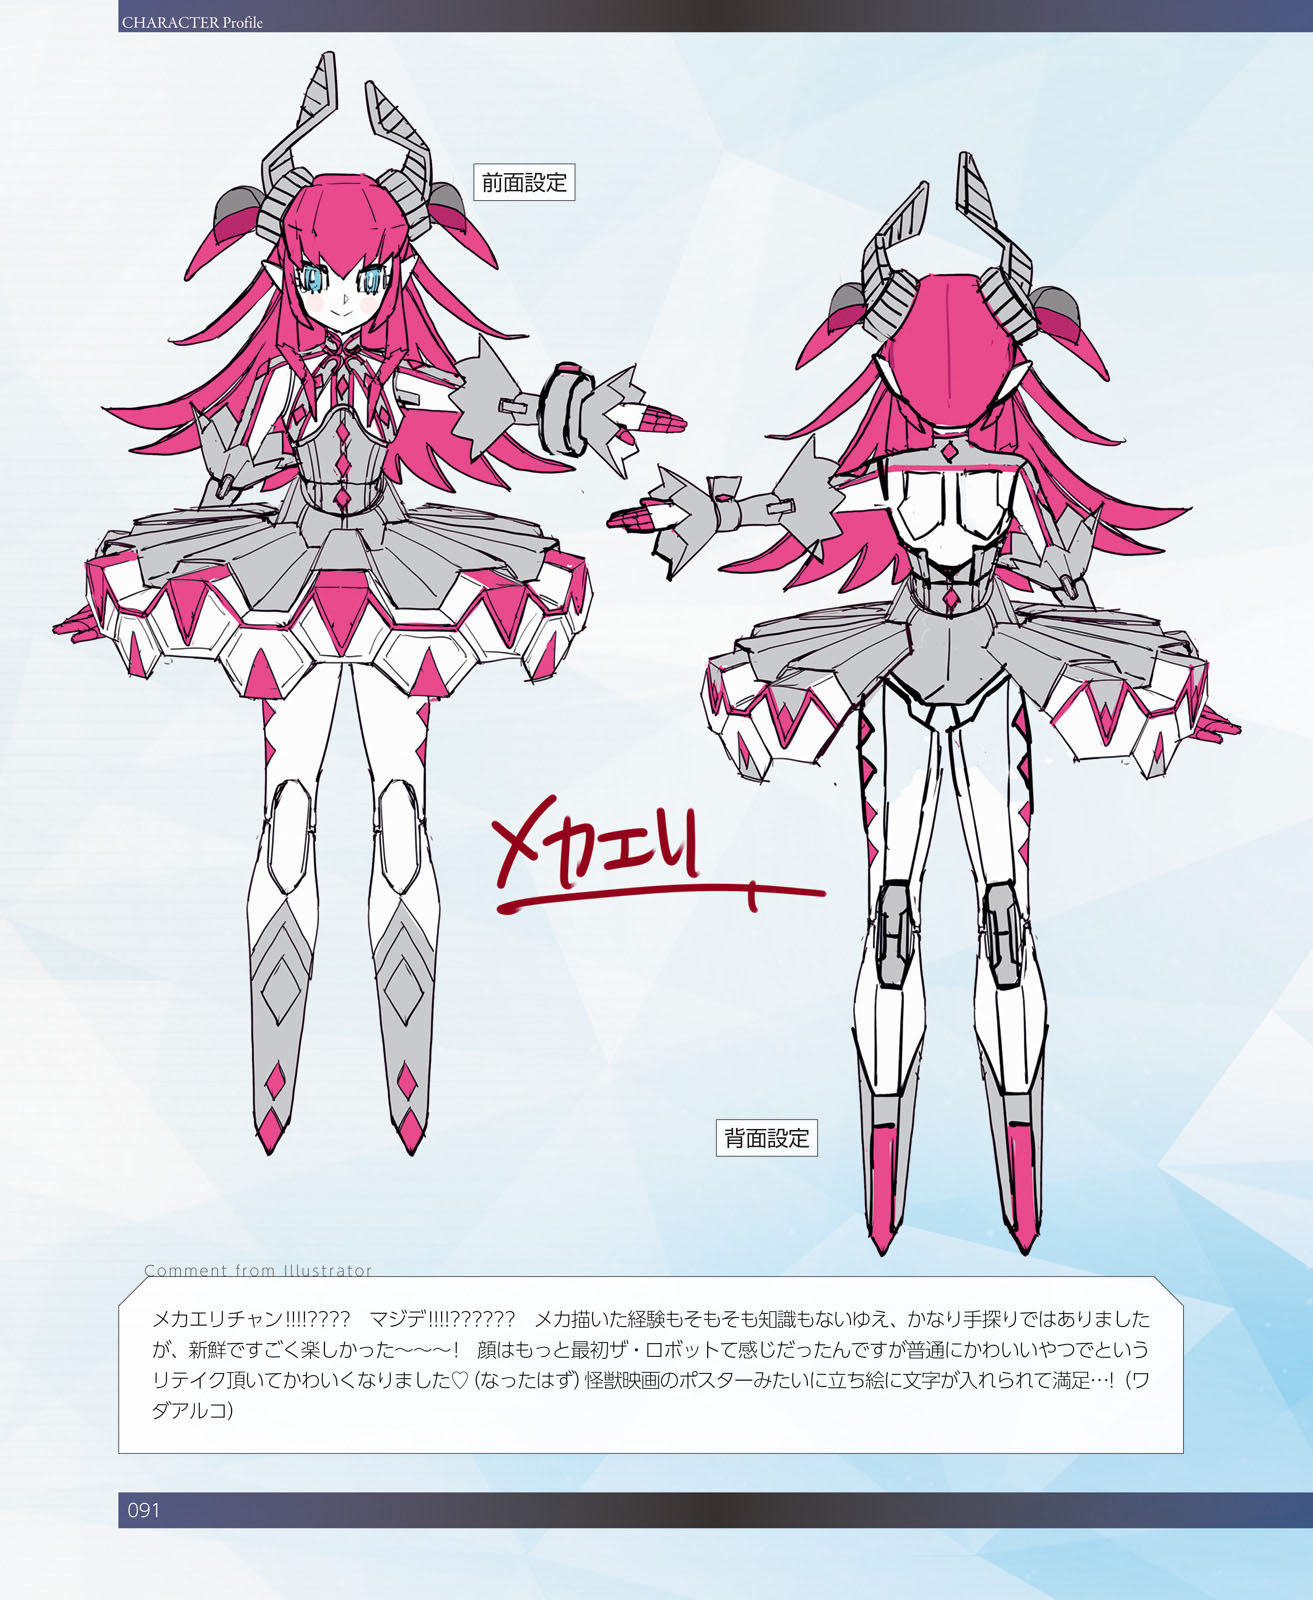 CHARACTER Profile
前面設定
メカエリ
背面設定
Comment from Illustrator
メカエリチャン!!!!????　マジデ!!!!??????　メカ描いた経験もそもそも知識もないゆえ、かなり手探りではありました
が、新鮮ですごく楽しかった～～～！　顔はもっと最初ザ・ロボットて感じだったんですが普通にかわいいやつでという
リテイク頂いてかわいくなりました♡（なったはず）怪獣映画のポスターみたいに立ち絵に文字が入れられて満足…!（ワ
ダアルコ）
091